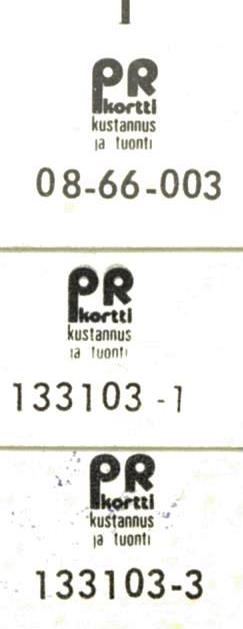 PR
kortti
kustannus
ja tuonti
08-66-003
PR
kortti
kustannus
ja tuonti
133103 -1
PR
kortti
kustannus
ja tuonti
133103-3